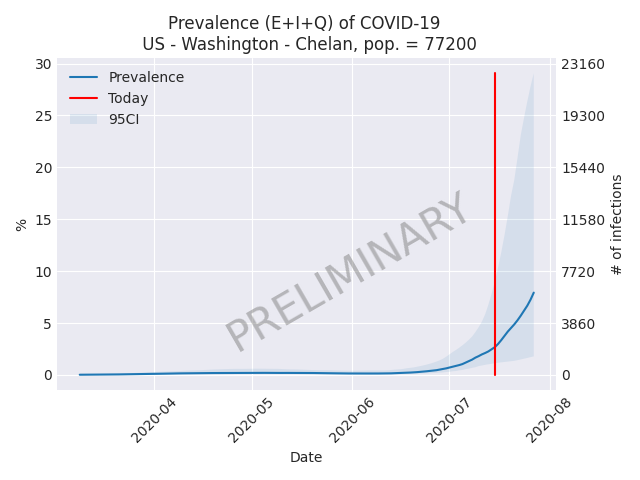 Prevalence (E+I+Q) of COVID-19
US - Washington - Chelan, pop. = 77200
Prevalence
Today
95CI
30
25
20
15
10
5
0
%
23160
19300
15440
11580
7720
3860
0
# of infections
PRELIMINARY
2020-04
2020-05
2020-06
2020-07
2020-08
Date